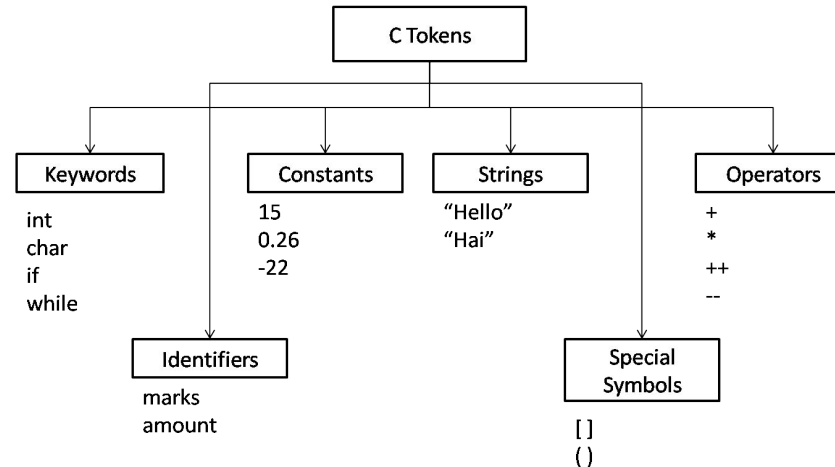 C Tokens
Keywords
Constants
Strings
Operators
int
char
if
while
15
0.26
-22
“Hello”
“Hai”
+
*
++
--
Identifiers
marks
amount
Special
Symbols
[ ]
( )